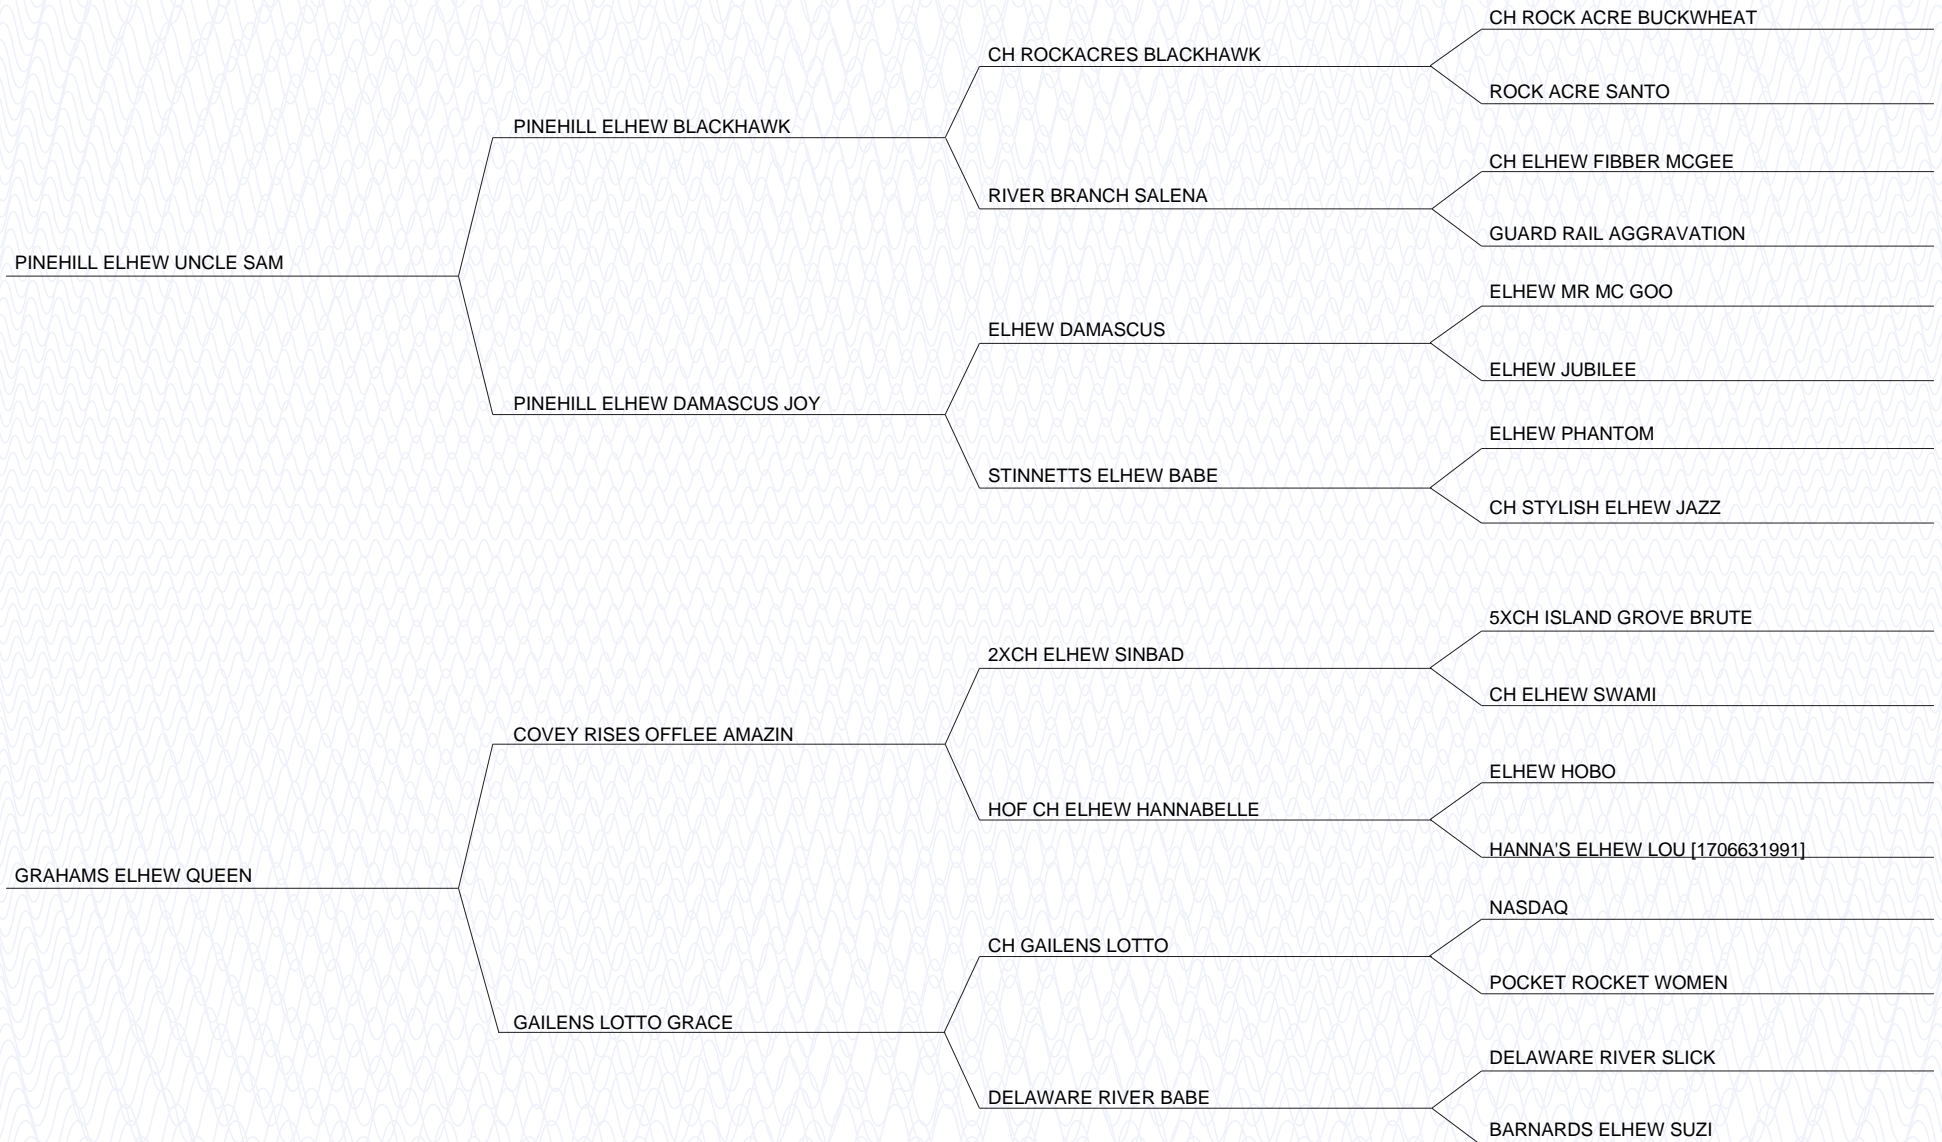 CH ROCK ACRE BUCKWHEAT
CH ROCKACRES BLACKHAWK
ROCK ACRE SANTO
PINEHILL ELHEW BLACKHAWK
CH ELHEW FIBBER MCGEE
RIVER BRANCH SALENA
GUARD RAIL AGGRAVATION
PINEHILL ELHEW UNCLE SAM
ELHEW MR MC GOO
ELHEW DAMASCUS
ELHEW JUBILEE
PINEHILL ELHEW DAMASCUS JOY
ELHEW PHANTOM
STINNETTS ELHEW BABE
CH STYLISH ELHEW JAZZ
5XCH ISLAND GROVE BRUTE
2XCH ELHEW SINBAD
CH ELHEW SWAMI
COVEY RISES OFFLEE AMAZIN
ELHEW HOBO
HOF CH ELHEW HANNABELLE
HANNA'S ELHEW LOU [1706631991]
GRAHAMS ELHEW QUEEN
NASDAQ
CH GAILENS LOTTO
POCKET ROCKET WOMEN
GAILENS LOTTO GRACE
DELAWARE RIVER SLICK
DELAWARE RIVER BABE
BARNARDS ELHEW SUZI